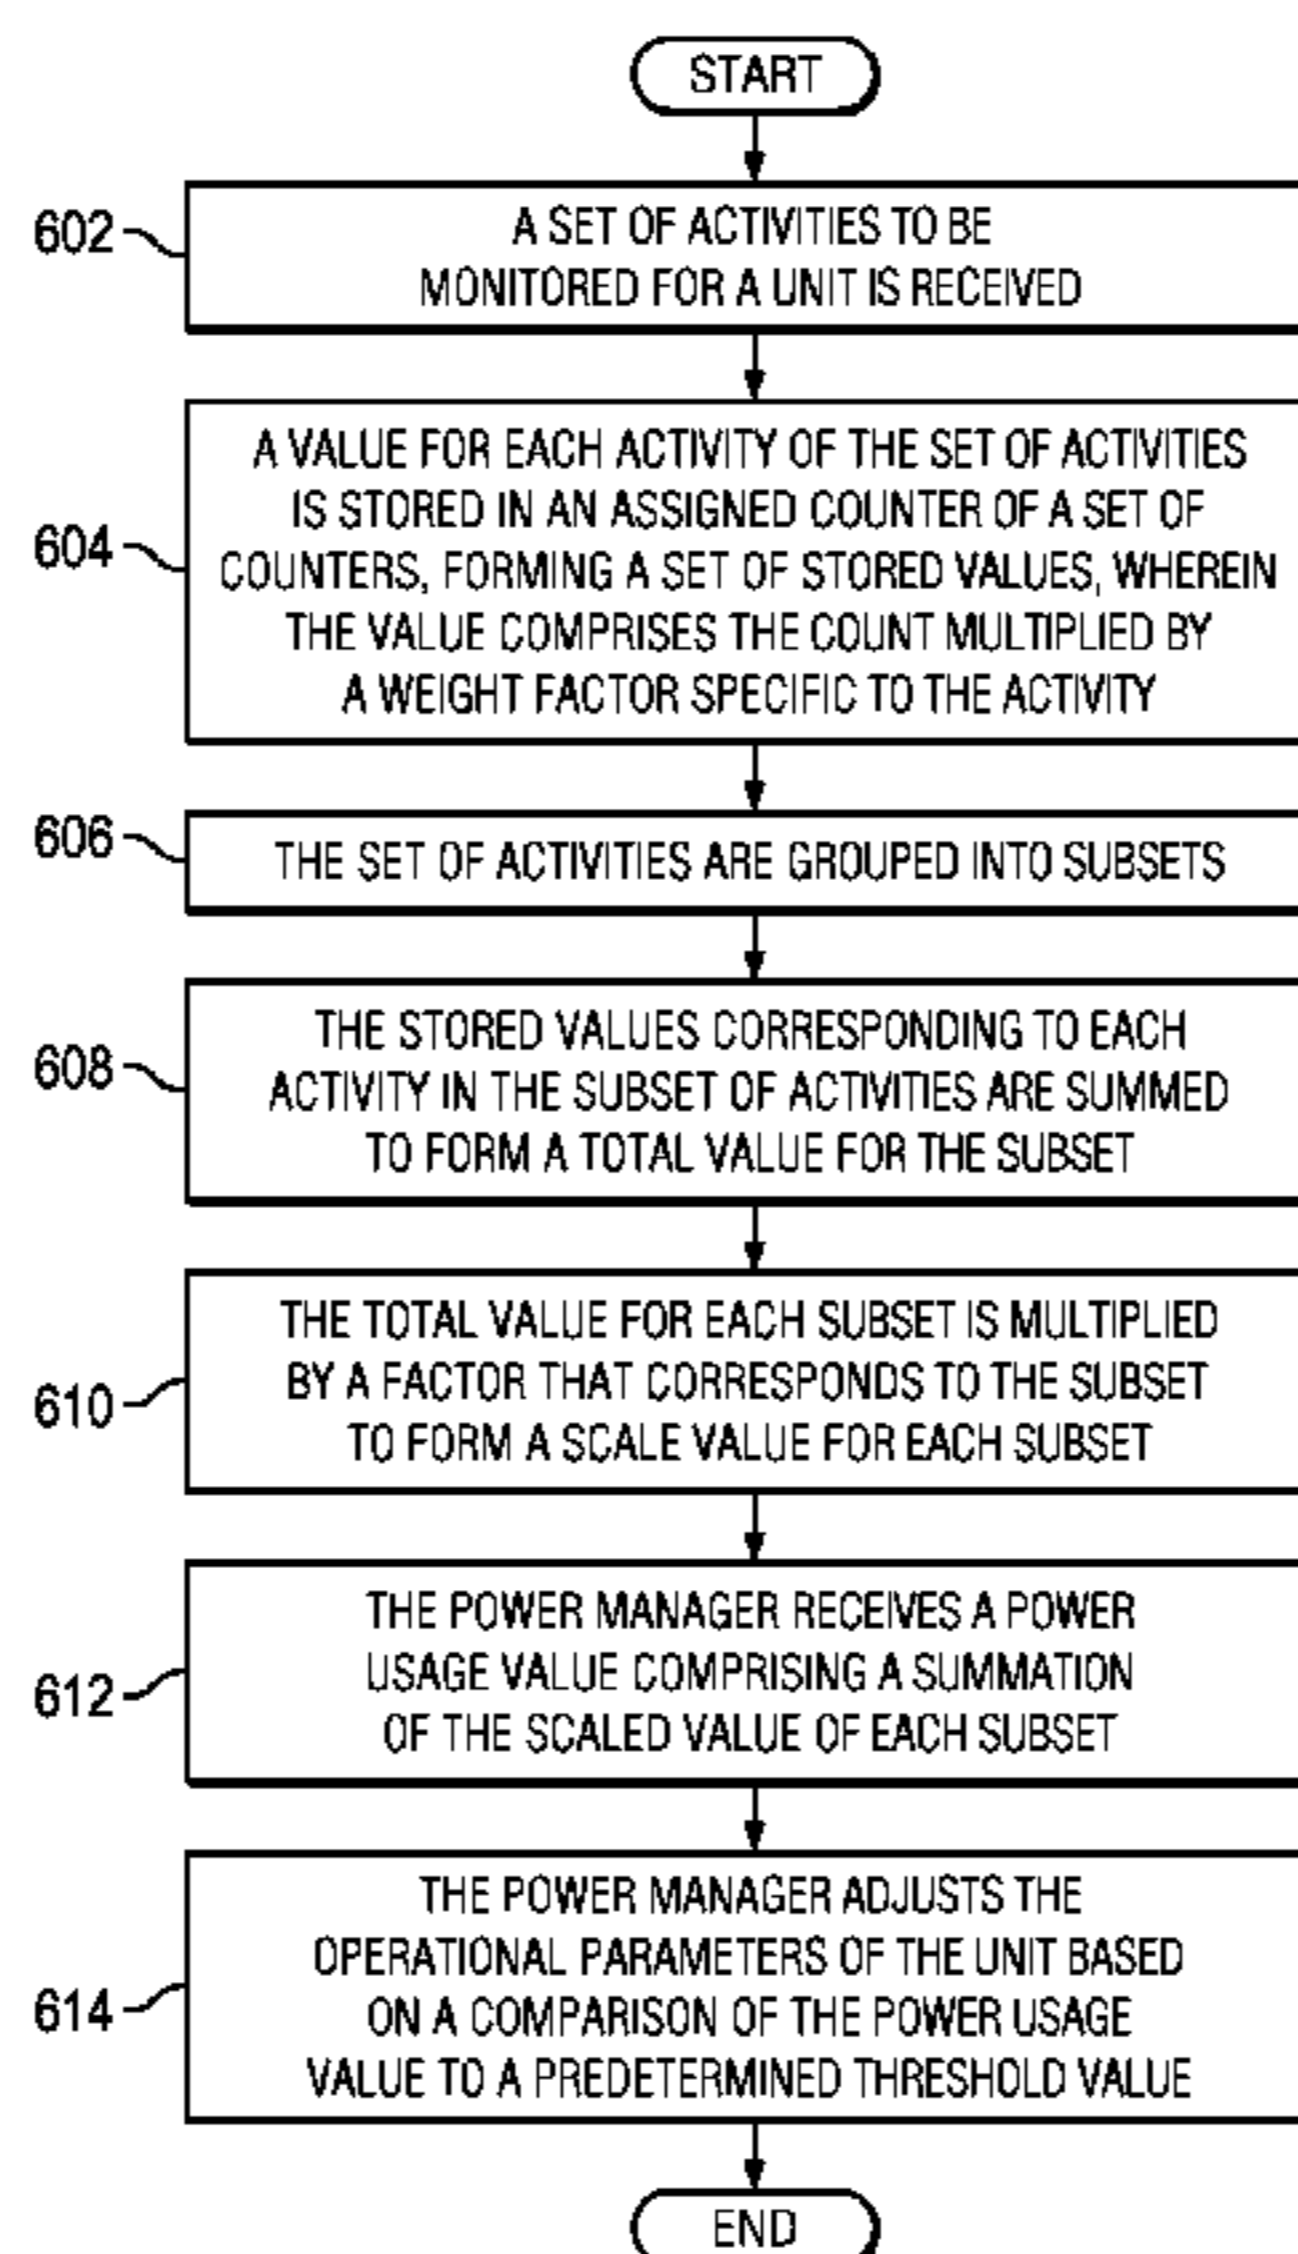 START
602
A SET OF ACTIVITIES TO BE
MONITORED FOR A UNIT IS RECEIVED
604
A VALUE FOR EACH ACTIVITY OF THE SET OF ACTIVITIES
IS STORED IN AN ASSIGNED COUNTER OF A SET OF
COUNTERS, FORMING A SET OF STORED VALUES, WHEREIN
THE VALUE COMPRISES THE COUNT MULTIPLIED BY
A WEIGHT FACTOR SPECIFIC TO THE ACTIVITY
606
THE SET OF ACTIVITIES ARE GROUPED INTO SUBSETS
608
THE STORED VALUES CORRESPONDING TO EACH
ACTIVITY IN THE SUBSET OF ACTIVITIES ARE SUMMED
TO FORM A TOTAL VALUE FOR THE SUBSET
610
THE TOTAL VALUE FOR EACH SUBSET IS MULTIPLIED
BY A FACTOR THAT CORRESPONDS TO THE SUBSET
TO FORM A SCALE VALUE FOR EACH SUBSET
612
THE POWER MANAGER RECEIVES A POWER
USAGE VALUE COMPRISING A SUMMATION
OF THE SCALED VALUE OF EACH SUBSET
614
THE POWER MANAGER ADJUSTS THE
OPERATIONAL PARAMETERS OF THE UNIT BASED
ON A COMPARISON OF THE POWER USAGE
VALUE TO A PREDETERMINED THRESHOLD VALUE
END